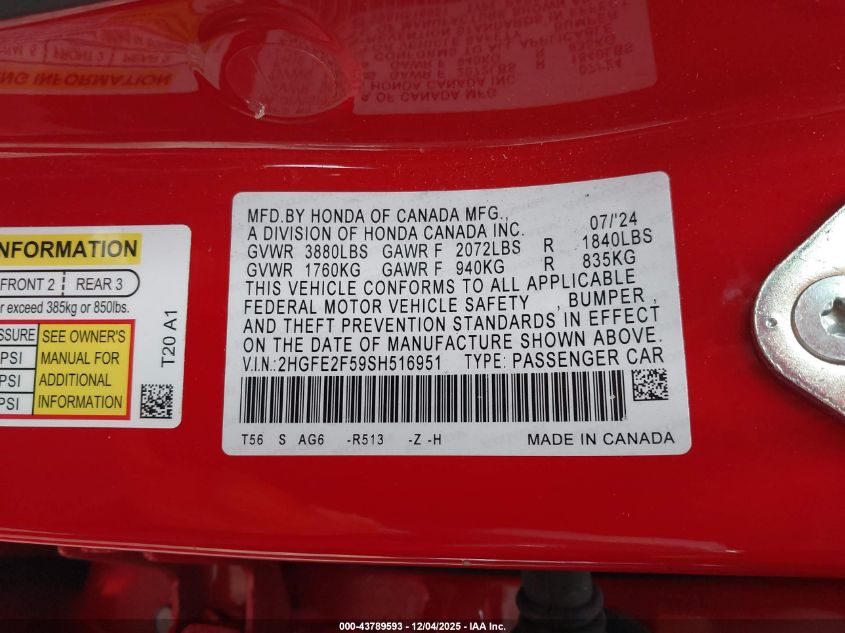 MFD.BY HONDA OF CANADA MFG.,
A DIVISION OF HONDA CANADA INC. 07/'24
GVWR 3880LBS GAWR F 2072LBS R 1840LBS
GVWR 1760KG GAWR F 940KG R 835KG
THIS VEHICLE CONFORMS TO ALL APPLICABLE
FEDERAL MOTOR VEHICLE SAFETY , BUMPER ,
AND THEFT PREVENTION STANDARDS IN EFFECT
ON THE DATE OF MANUFACTURE SHOWN ABOVE.
V.I.N.:2HGFE2F59SH516951 TYPE: PASSENGER CAR
T56 S AG6 -R513 -Z -H MADE IN CANADA
INFORMATION
FRONT 2 REAR 3
exceed 385kg or 850lbs.
SEE OWNER'S
PSI MANUAL FOR
PSI ADDITIONAL
PSI INFORMATION
T20 A1
000-43789593 - 12/04/2025 - IAA Inc.